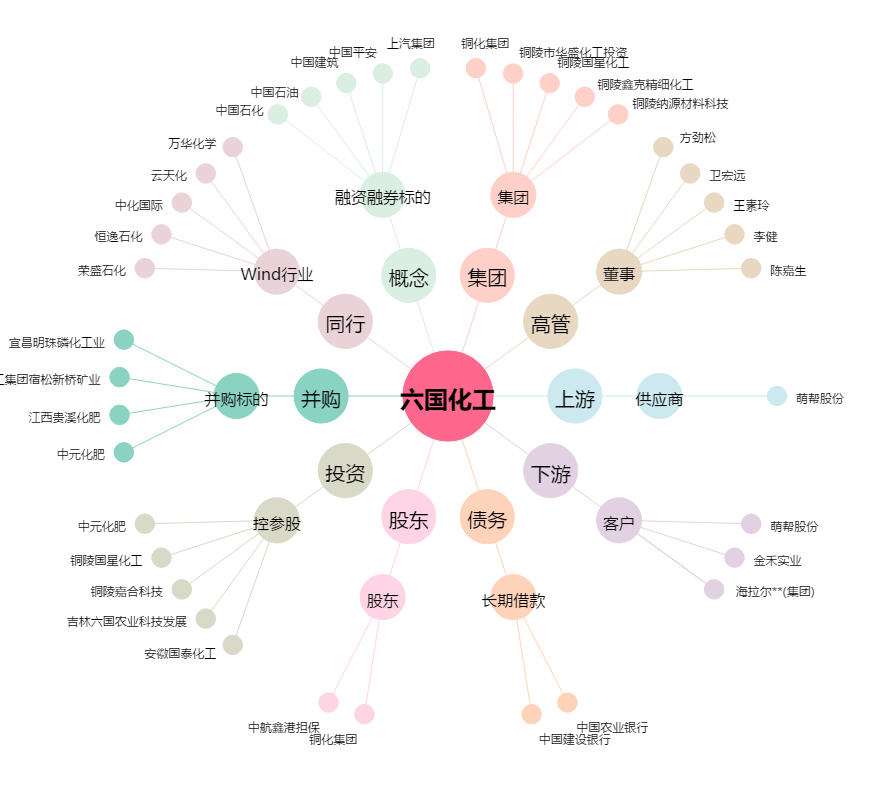 上汽集团
铜化集团
中国平安
铜陵市华盛化工投资
中国建筑
铜陵国星化工
中国石油
铜陵鑫克精细化工
中国石化
铜陵纳源材料科技
万华化学
方劲松
云天化
卫宏远
融资融券标的
集团
中化国际
王素玲
恒逸石化
李健
荣盛石化
Wind行业
概念
集团
董事
陈嘉生
同行
高管
宜昌明珠磷化工业
工集团宿松新桥矿业
并购标的
并购
六国化工
上游
供应商
萌帮股份
江西贵溪化肥
中元化肥
投资
下游
中元化肥
控参股
股东
债务
客户
萌帮股份
铜陵国星化工
金禾实业
铜陵嘉合科技
海拉尔**(集团)
股东
长期借款
吉林六国农业科技发展
安徽国泰化工
中航鑫港担保
中国农业银行
铜化集团
中国建设银行